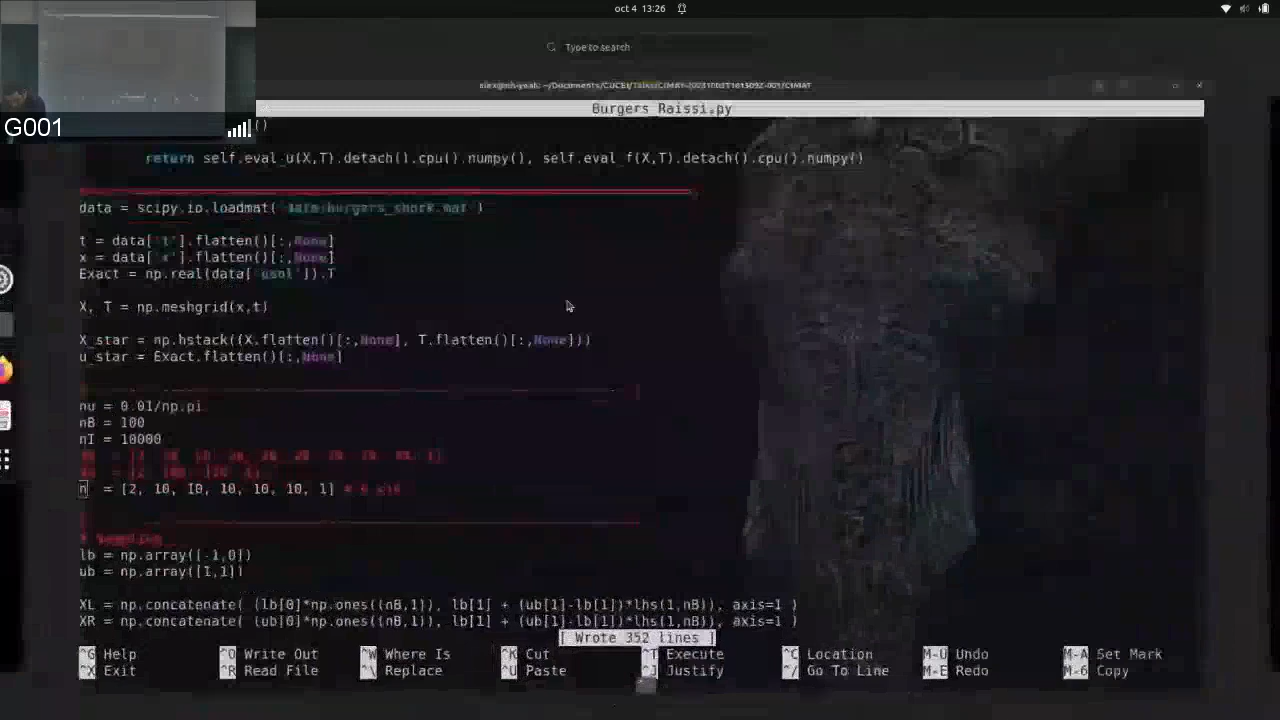 oct 4 13:26
Type to search
G001
Burgers Raissi.py
()
return self.eval_u(X,T).detach().cpu().numpy(), self.eval_f(X,T).detach().cpu().numpy()
data = scipy.io.loadmat( )
t = data['t'].flatten()[:,None]
x = data['x'].flatten()[:,None]
Exact = np.real(data['usol']).T
X, T = np.meshgrid(x,t)
X_star = np.hstack((X.flatten()[:,None], T.flatten()[:,None]))
u_star = Exact.flatten()[:,None]
nu = 0.01/np.pi
nB = 100
nI = 10000
n = [2, 10, 10, 10, 10, 10, 1]
lb = np.array([-1,0])
ub = np.array([1,1])
XL = np.concatenate( (lb[0]*np.ones((nB,1)), lb[1] + (ub[1]-lb[1])*lhs(1,nB)), axis=1 )
XR = np.concatenate( (ub[0]*np.ones((nB,1)), lb[1] + (ub[1]-lb[1])*lhs(1,nB)), axis=1 )
[ Wrote 352 lines ]
^G Help ^O Write Out ^W Where Is ^K Cut ^T Execute ^C Location M-U Undo M-A Set Mark
^X Exit ^R Read File ^\ Replace ^U Paste ^J Justify ^/ Go To Line M-E Redo M-6 Copy